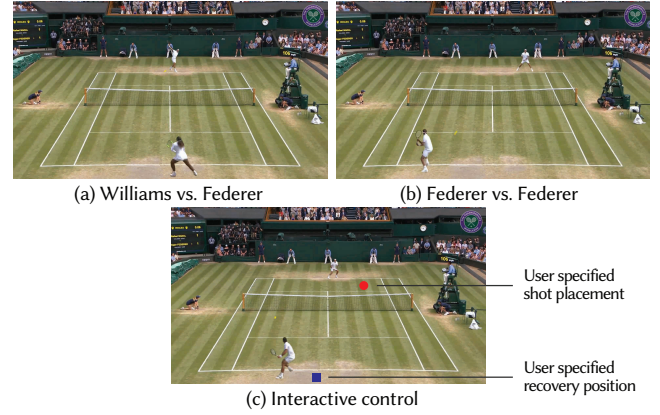 (a) Williams vs. Federer
(b) Federer vs. Federer
User specified
shot placement
User specified
recovery position
(c) Interactive control